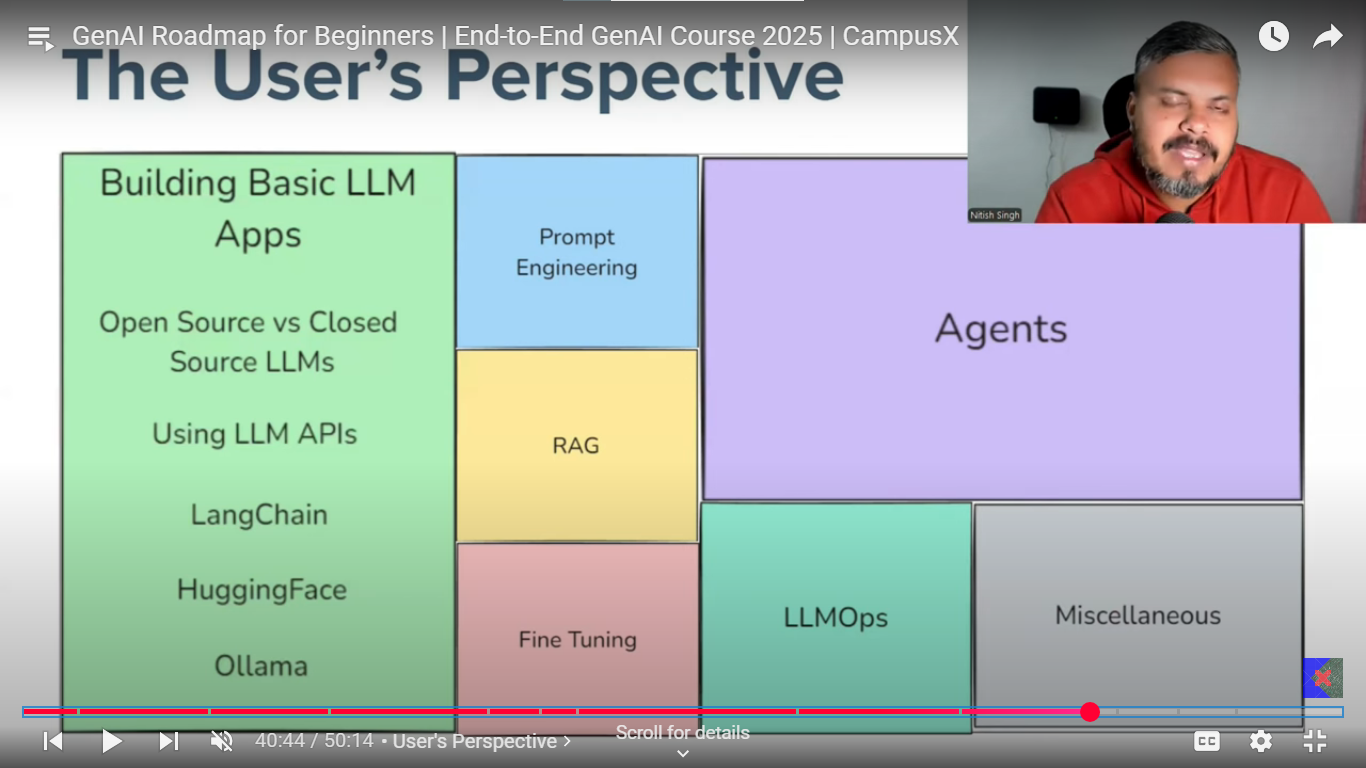 GenAI Roadmap for Beginners | End-to-End GenAI Course 2025 | CampusX
The User's Perspective
Nitish Singh
Building Basic LLM
Apps
Open Source vs Closed
Source LLMs
Using LLM APIs
LangChain
HuggingFace
Ollama
Prompt
Engineering
RAG
Fine Tuning
Agents
LLMOps
Miscellaneous
40:44 / 50:14 • User's Perspective >
Scroll for details
CC